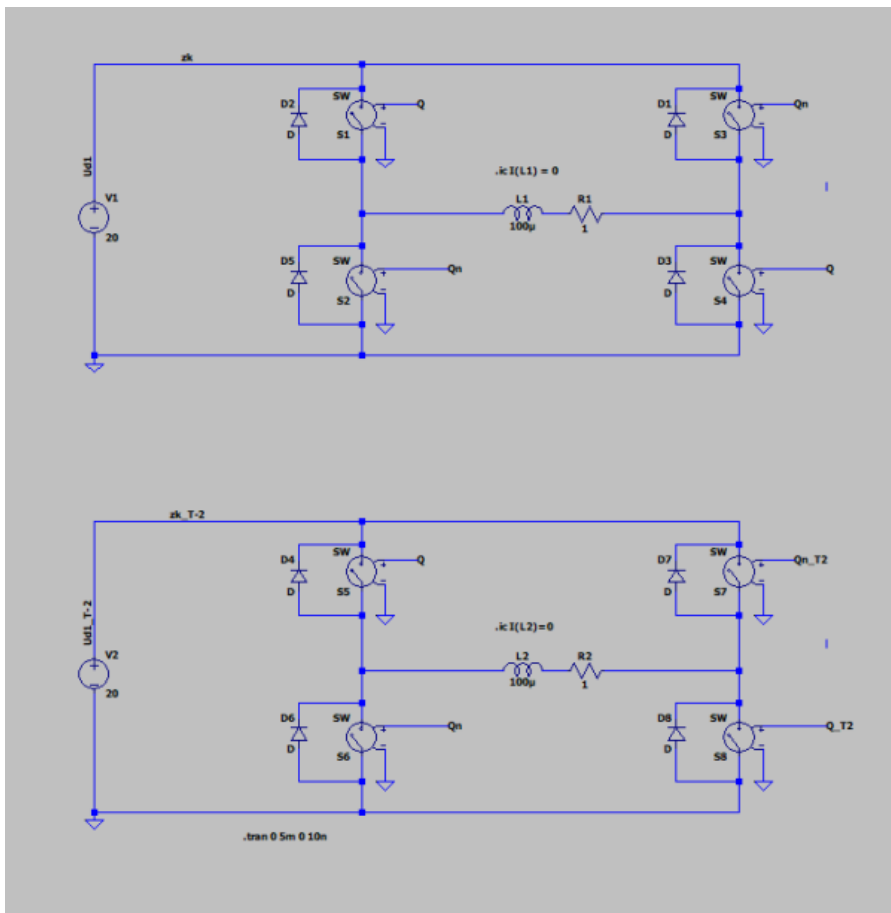 zk
D2
SW
Q
D
S1
D1
SW
Qn
D
S3
Ud1
V1
20
.ic I(L1) = 0
L1
R1
100µ
1
D5
SW
Qn
D
S2
D3
SW
Q
D
S4
zk_T-2
D4
SW
Q
D
S5
D7
SW
Qn_T2
D
S7
Ud1_T-2
V2
20
.ic I(L2)=0
L2
R2
100µ
1
D6
SW
Qn
D
S6
D8
SW
Q_T2
D
S8
.tran 0 5m 0 10n